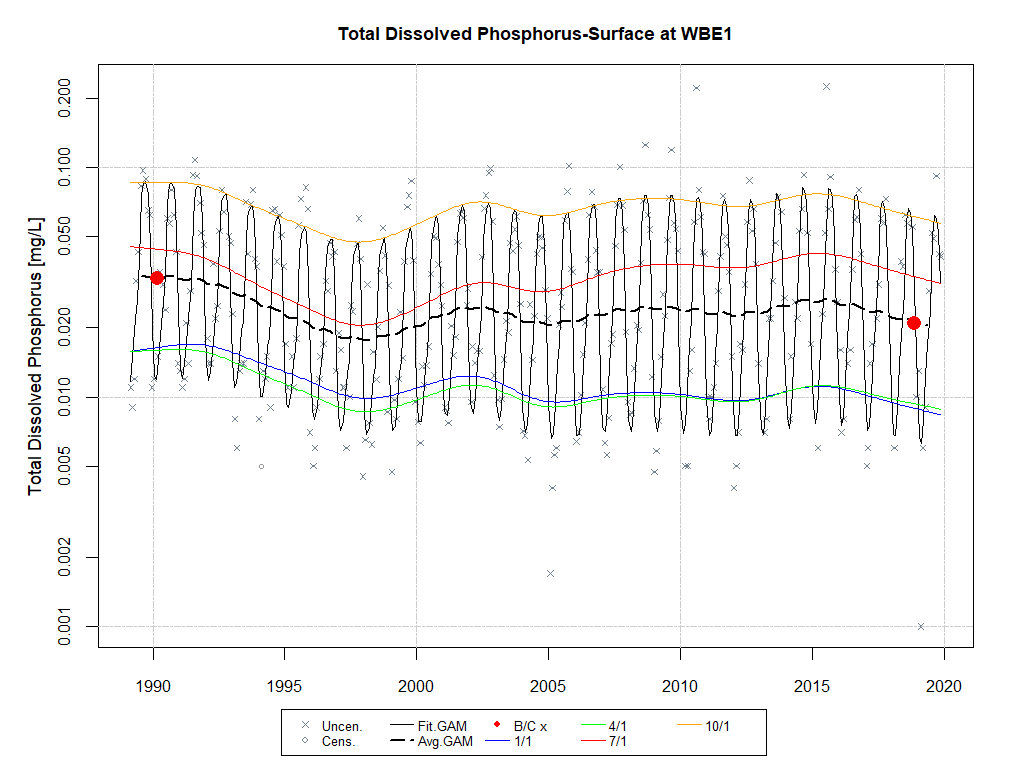 Total Dissolved Phosphorus-Surface at WBE1
Total Dissolved Phosphorus [mg/L]
0.200
0.100
0.050
0.020
0.010
0.005
0.002
0.001
1990 1995 2000 2005 2010 2015 2020
Uncen. Fit.GAM B/C x 4/1 10/1
Cens. Avg.GAM 1/1 7/1